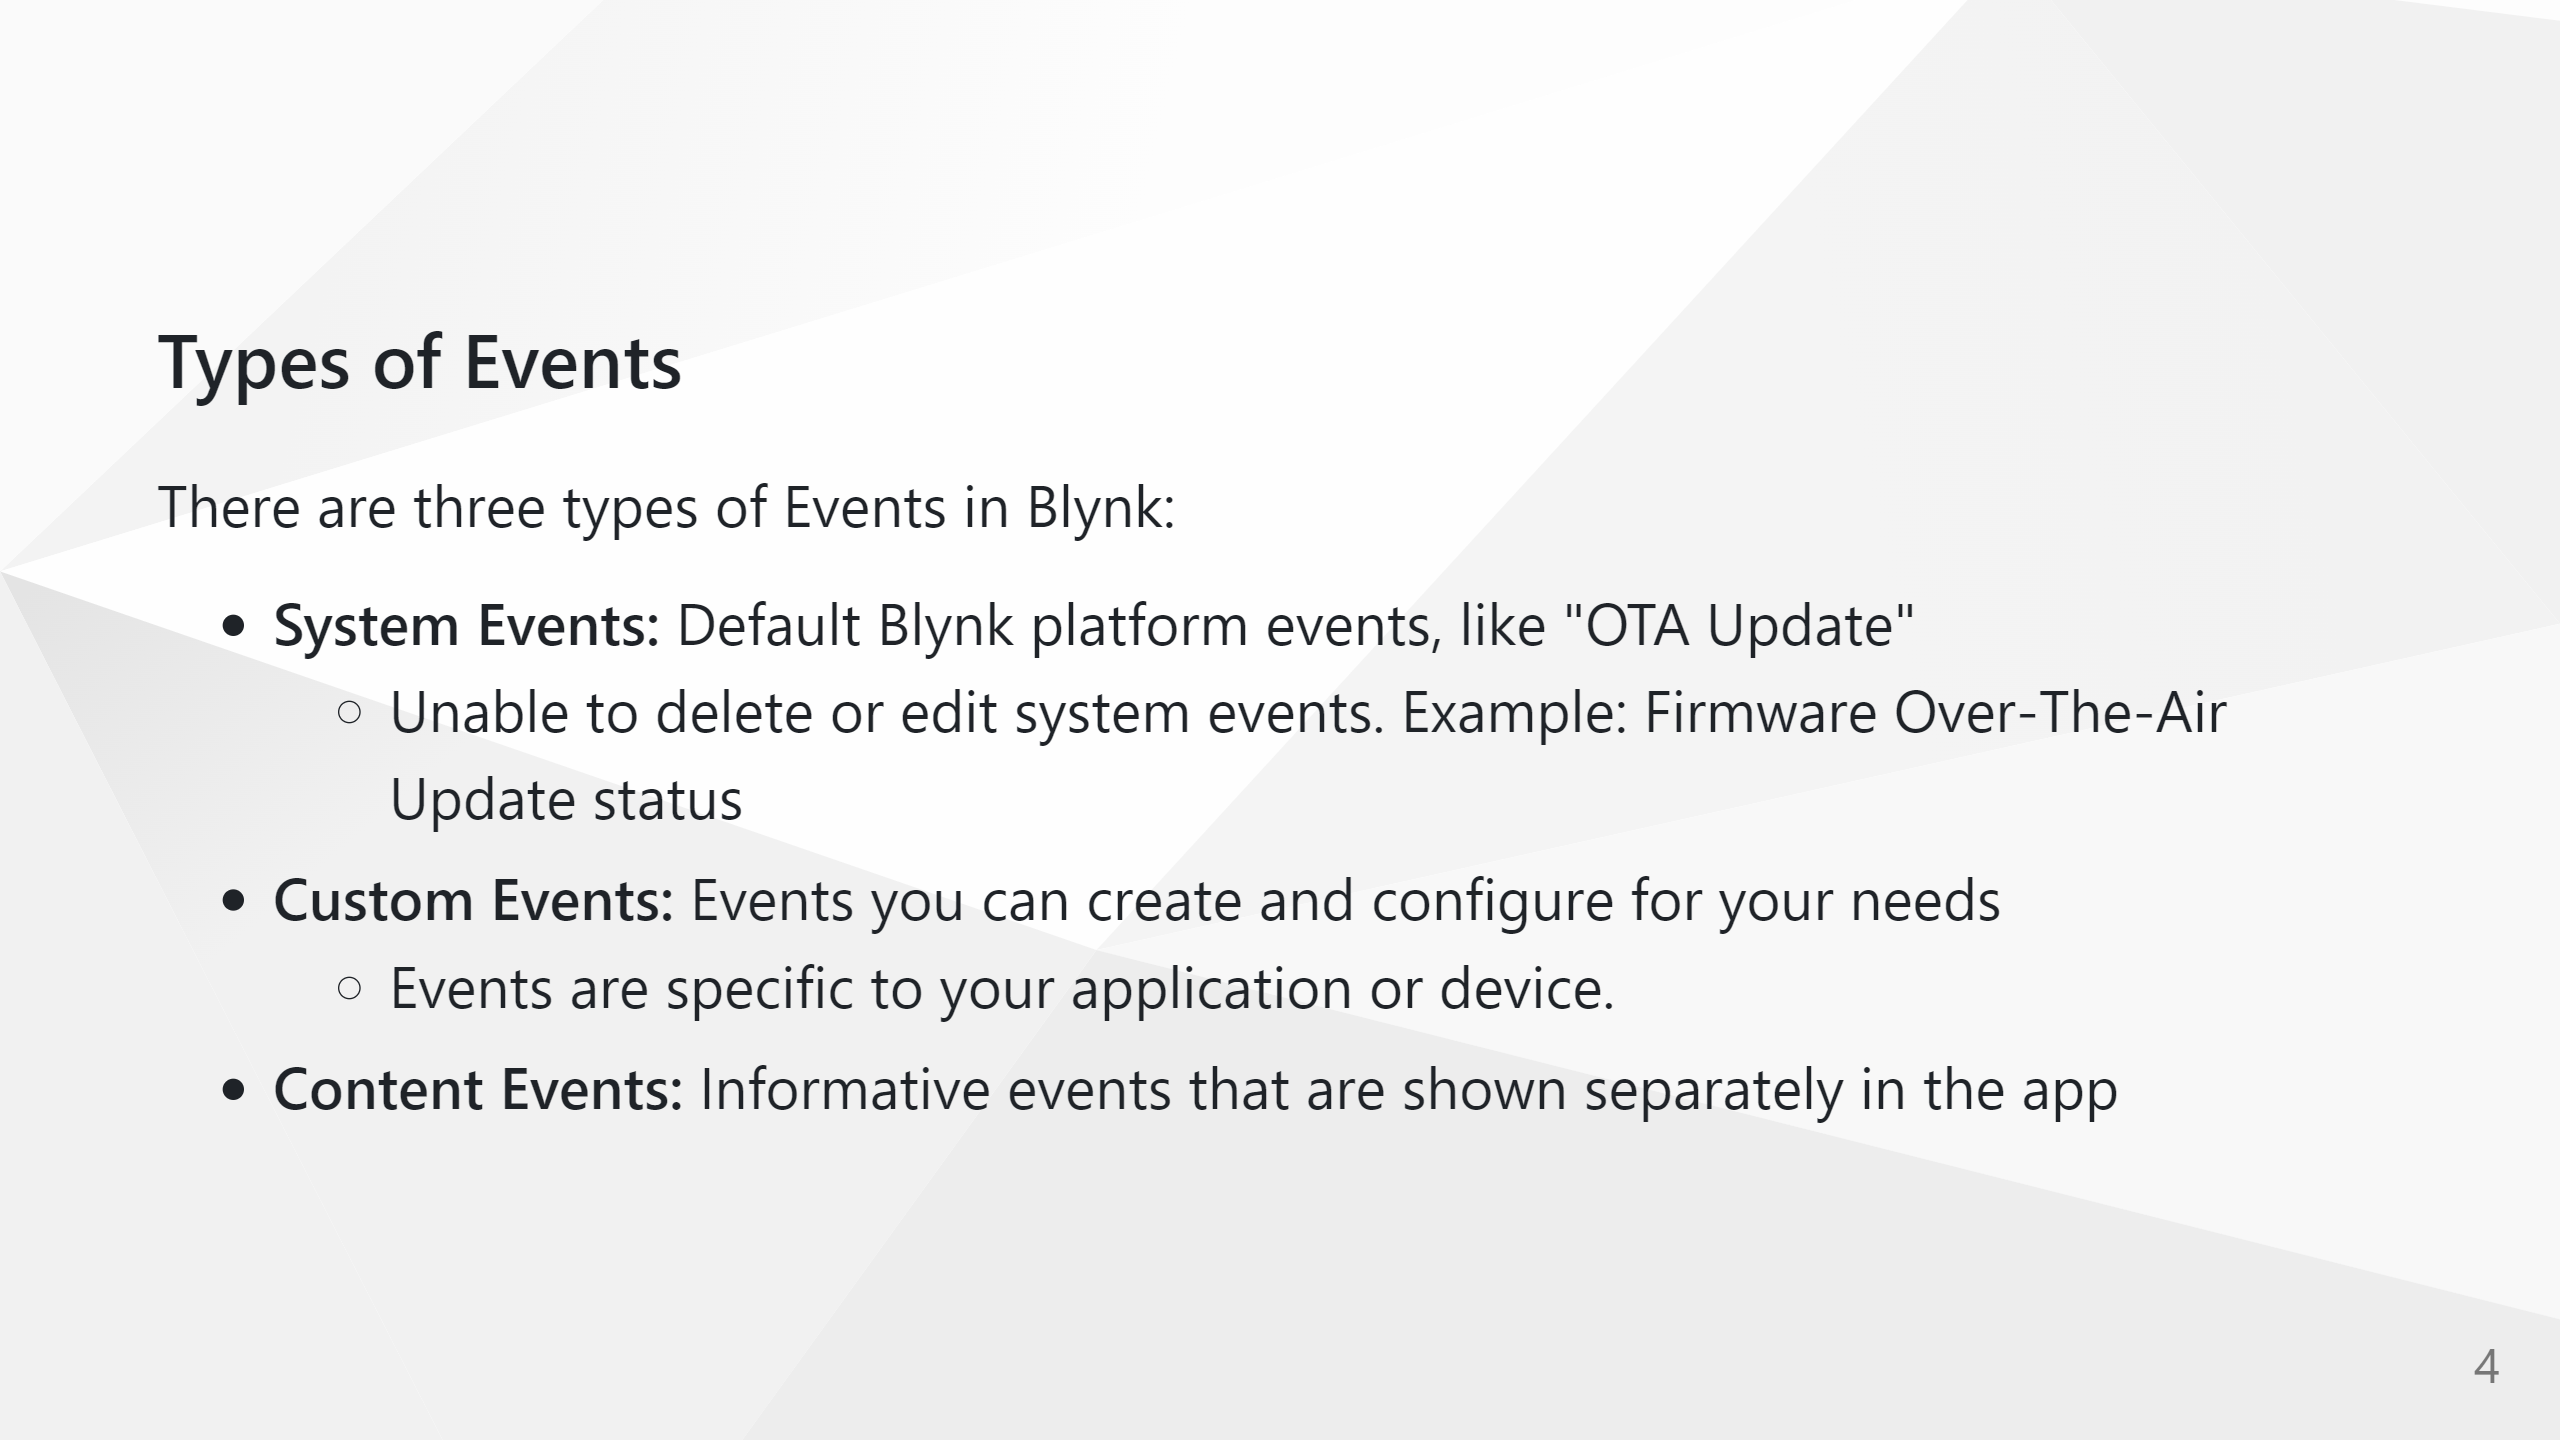 Types of Events
There are three types of Events in Blynk:
• System Events: Default Blynk platform events, like "OTA Update"
○ Unable to delete or edit system events. Example: Firmware Over-The-Air
Update status
• Custom Events: Events you can create and configure for your needs
○ Events are specific to your application or device.
• Content Events: Informative events that are shown separately in the app
4